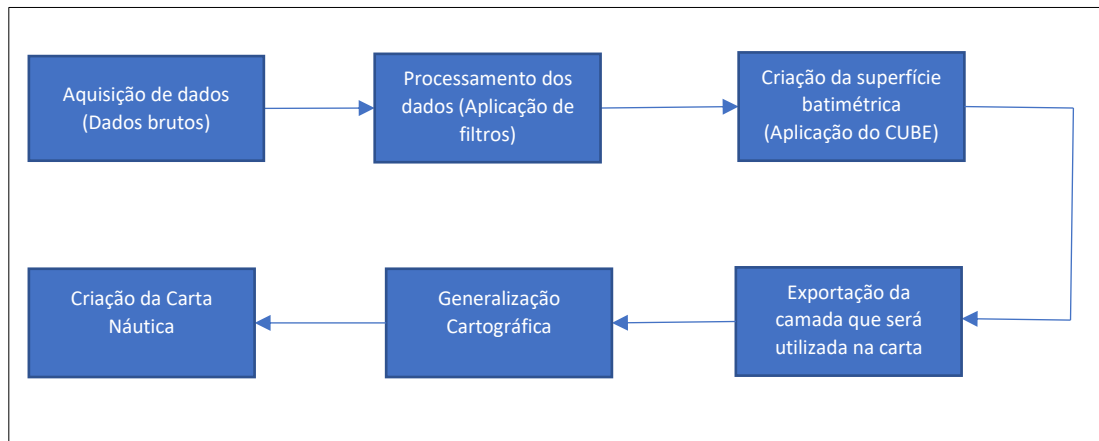 Aquisição de dados
(Dados brutos)
Processamento dos
dados (Aplicação de
filtros)
Criação da superfície
batimétrica
(Aplicação do CUBE)
Exportação da
camada que será
utilizada na carta
Generalização
Cartográfica
Criação da Carta
Náutica